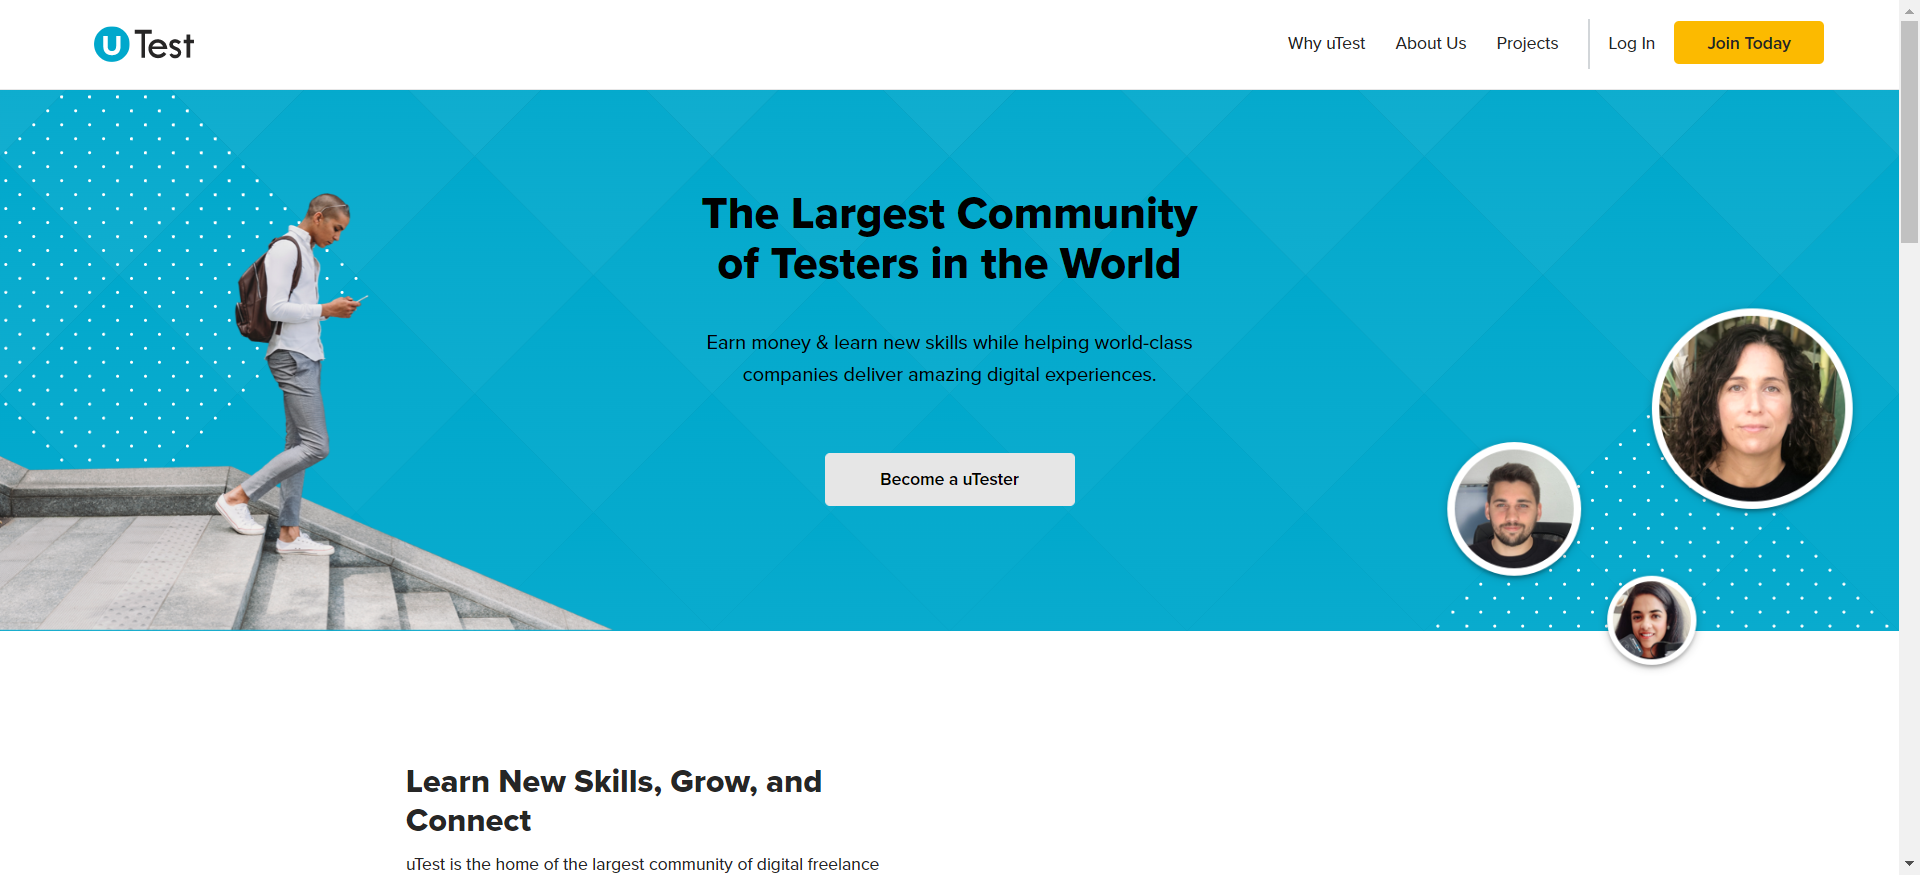 u Test
Why uTest
About Us
Projects
Log In
Join Today
The Largest Community
of Testers in the World
Earn money & learn new skills while helping world-class
companies deliver amazing digital experiences.
Become a uTester
Learn New Skills, Grow, and
Connect
uTest is the home of the largest community of digital freelance